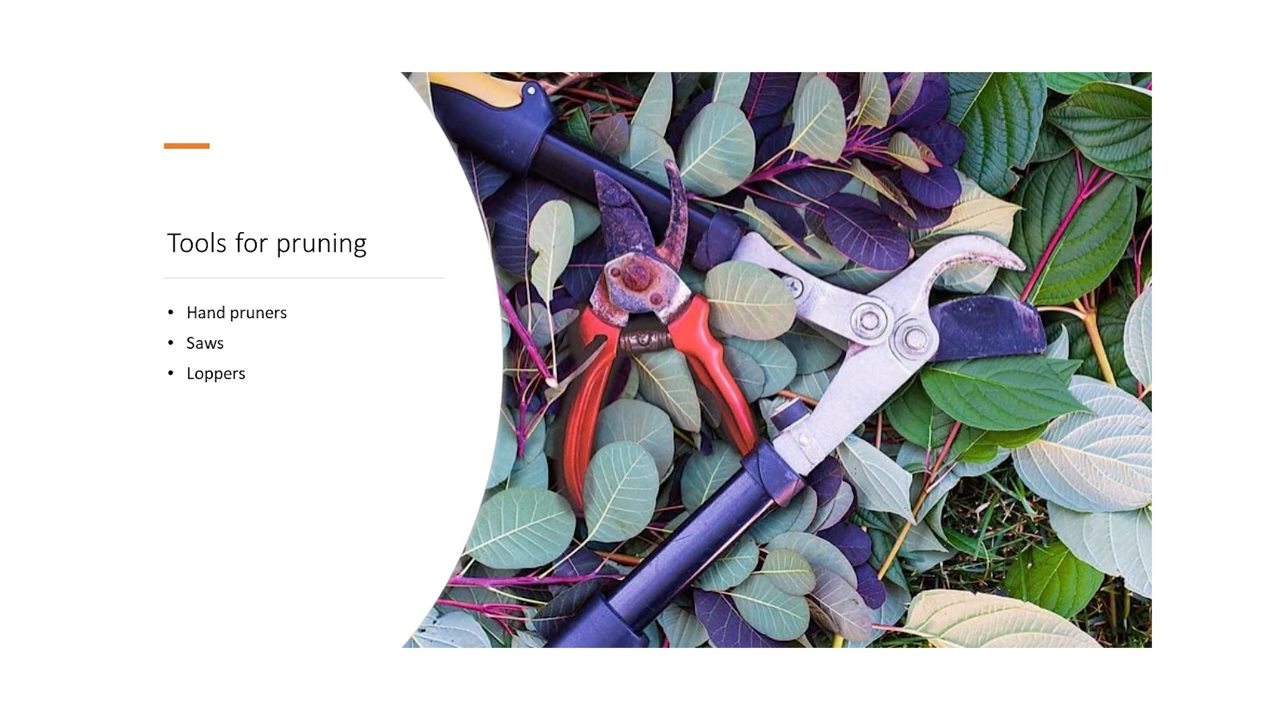 Tools for pruning
• Hand pruners
• Saws
• Loppers